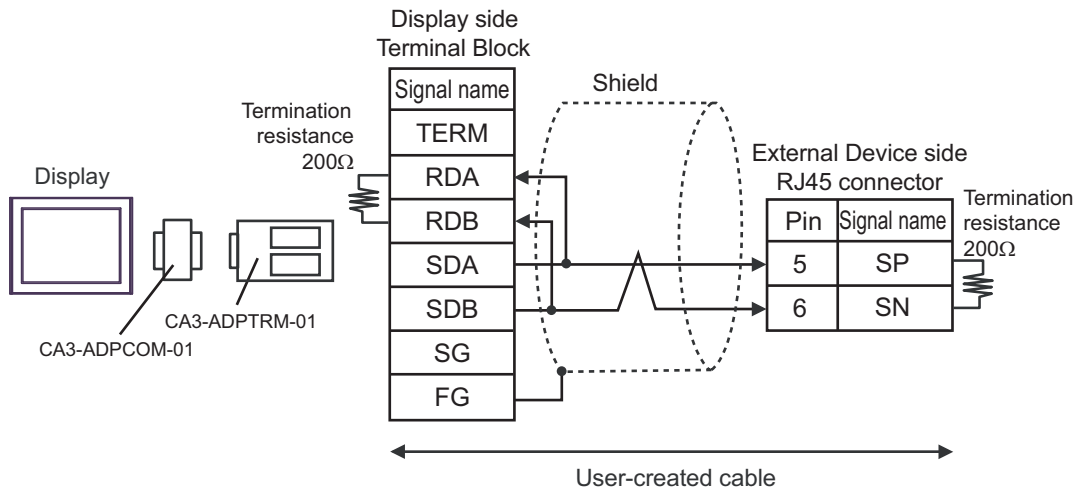 Display side
Terminal Block
Signal name
TERM
RDA
RDB
SDA
SDB
SG
FG
Shield
Termination
resistance
200Ω
Display
CA3-ADPTRM-01
CA3-ADPCOM-01
External Device side
RJ45 connector
Pin Signal name
5 SP
6 SN
Termination
resistance
200Ω
User-created cable